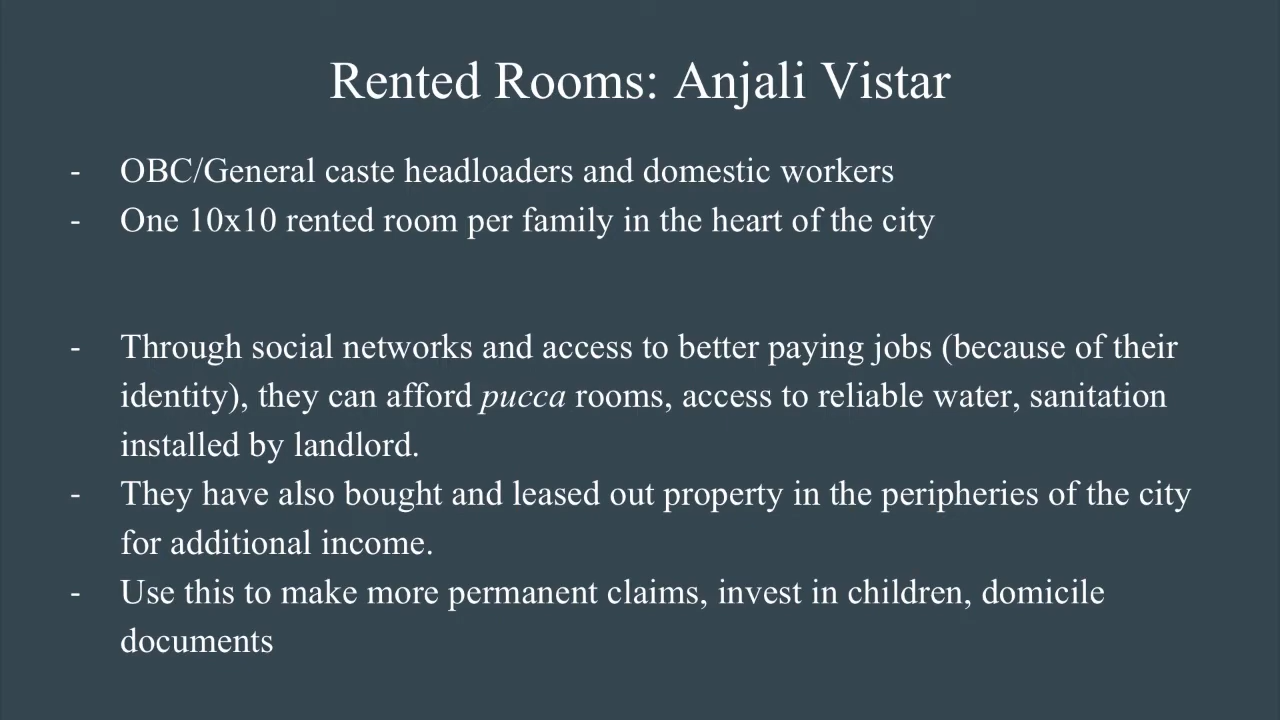 Rented Rooms: Anjali Vistar
- OBC/General caste headloaders and domestic workers
- One 10x10 rented room per family in the heart of the city
- Through social networks and access to better paying jobs (because of their
identity), they can afford pucca rooms, access to reliable water, sanitation
installed by landlord.
- They have also bought and leased out property in the peripheries of the city
for additional income.
- Use this to make more permanent claims, invest in children, domicile
documents